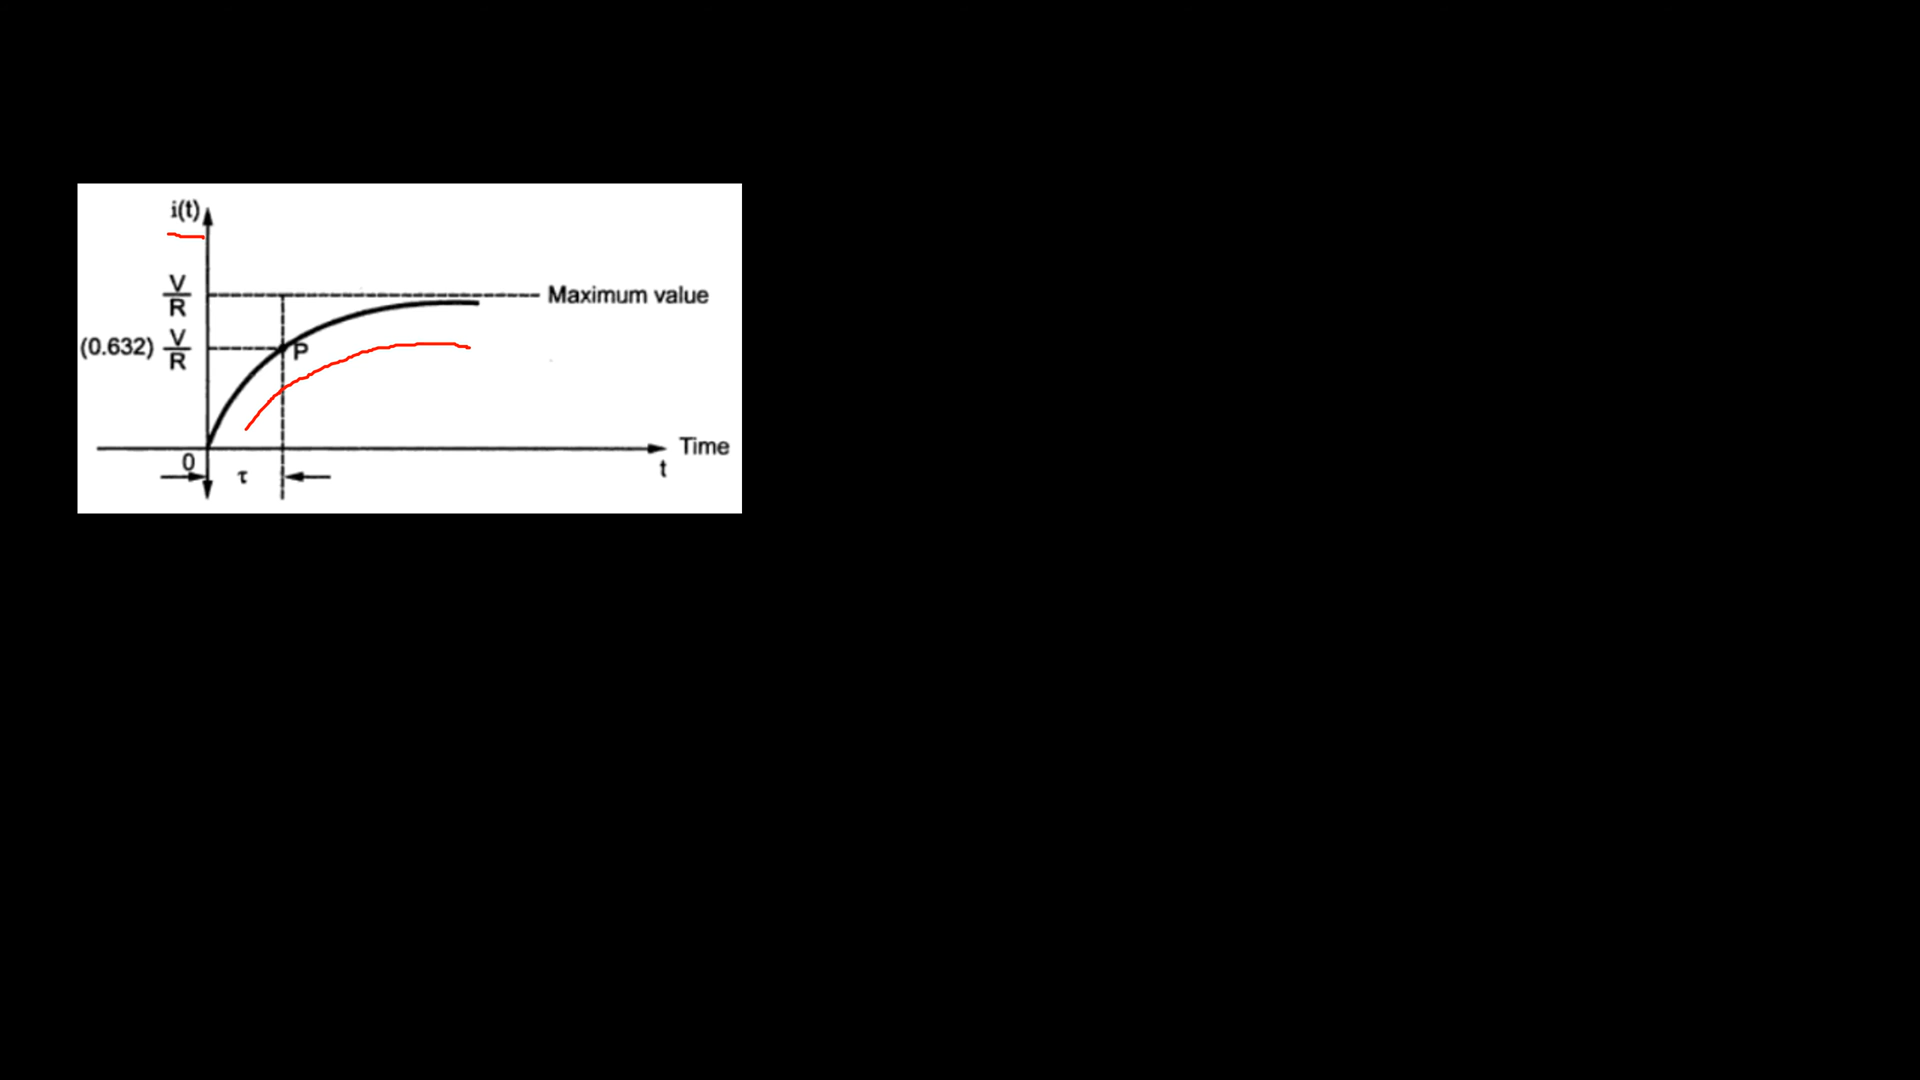 i(t)
V
R
Maximum value
(0.632) V
R
P
Time
0
τ
t